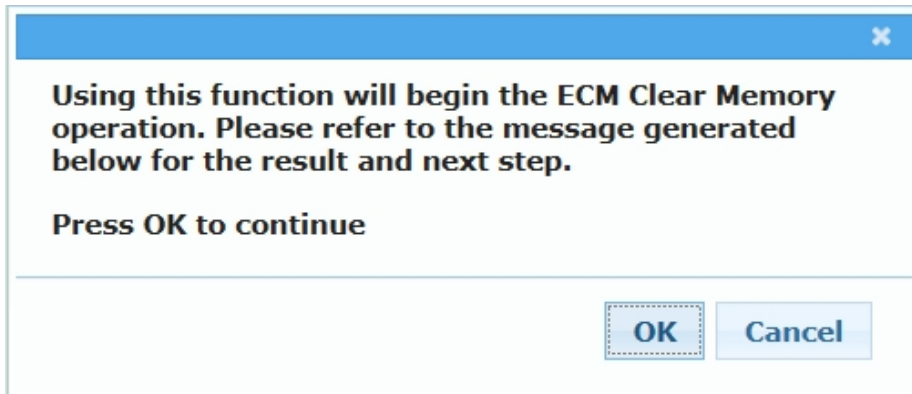 Using this function will begin the ECM Clear Memory
operation. Please refer to the message generated
below for the result and next step.
Press OK to continue
OK Cancel